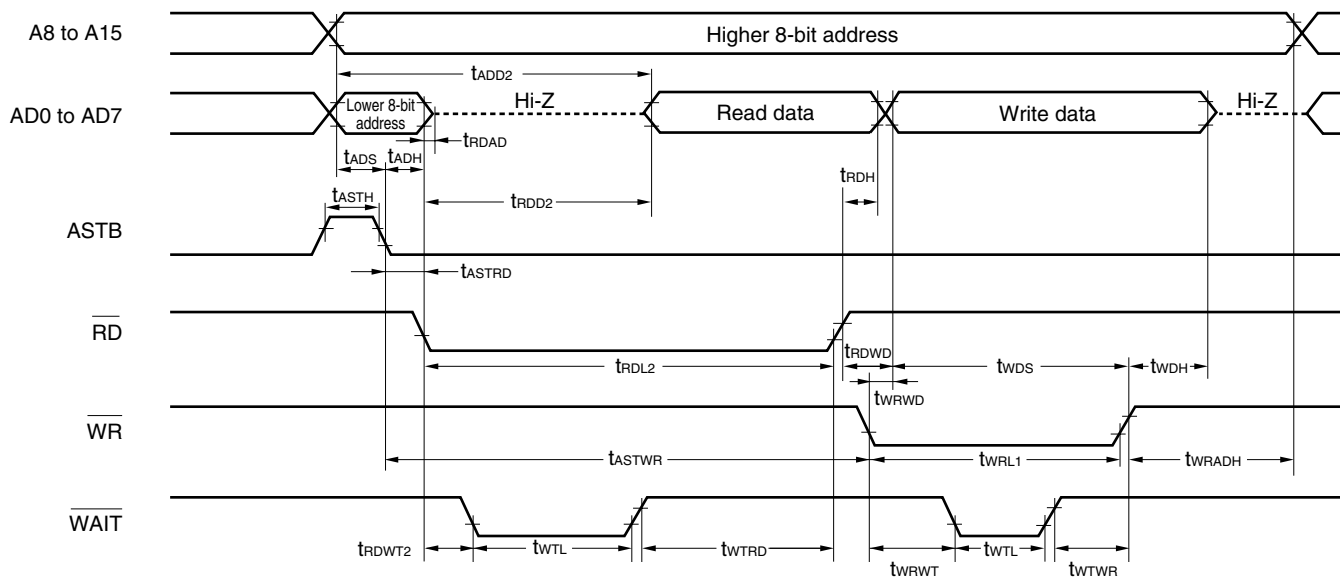 A8 to A15
Higher 8-bit address
tADD2
AD0 to AD7
Lower 8-bit
address
Hi-Z
Read data
Write data
Hi-Z
tRDAD
tADS
tADH
tRDH
tASTH
tRDD2
ASTB
tASTRD
RD
tRDWD
tRDL2
tWDS
tWDH
tWRWD
WR
tASTWR
tWRL1
tWRADH
WAIT
tRDWT2
tWTL
tWTRD
tWRWT
tWTL
tWTWR